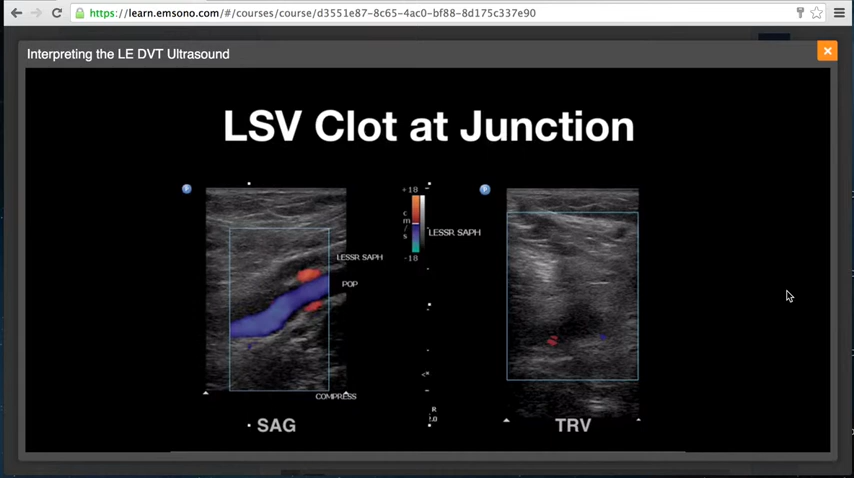 https://learn.emsono.com/#/courses/course/d3551e87-8c65-4ac0-bf88-8d175c337e90
Interpreting the LE DVT Ultrasound
LSV Clot at Junction
P
+18
P
c
m
/
s
LESSR SAPH
-18
LESSR SAPH
POP
COMPRESS
R
SAG
TRV